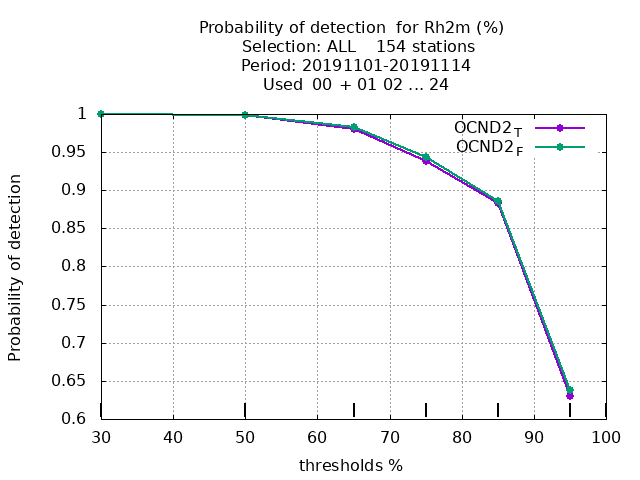 Probability of detection  for Rh2m (%)
Selection: ALL    154 stations
Period: 20191101-20191114
Used  00 + 01 02 ... 24
Probability of detection
1
0.95
0.9
0.85
0.8
0.75
0.7
0.65
0.6
OCND2T
OCND2F
30 40 50 60 70 80 90 100
thresholds %